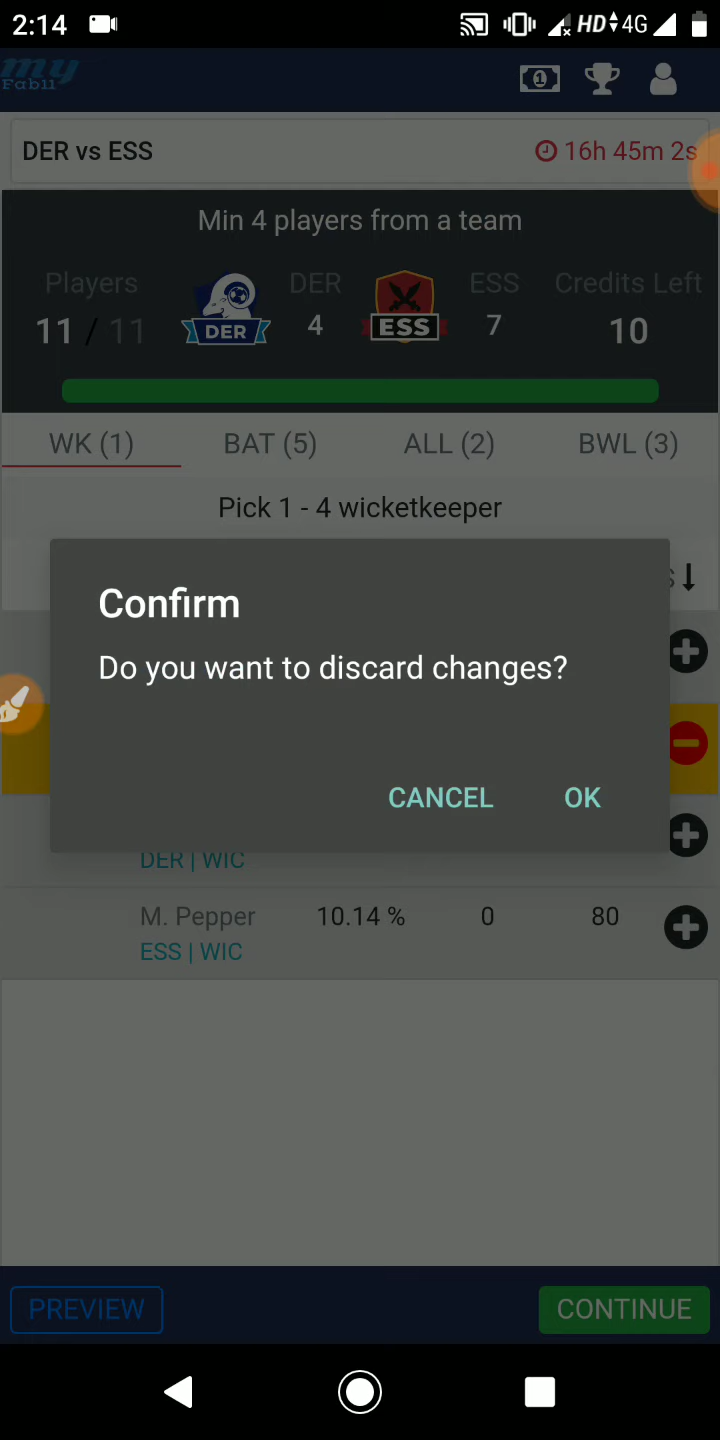 2:14 HD 4G
my
Fab11
DER vs ESS 16h 45m 2s
Min 4 players from a team
Players DER ESS Credits Left
11 / 11 DER 4 ESS 7 10
WK (1) BAT (5) ALL (2) BWL (3)
Pick 1 - 4 wicketkeeper
Confirm
Do you want to discard changes?
CANCEL OK
DER | WIC
M. Pepper 10.14 % 0 80
ESS | WIC
PREVIEW CONTINUE